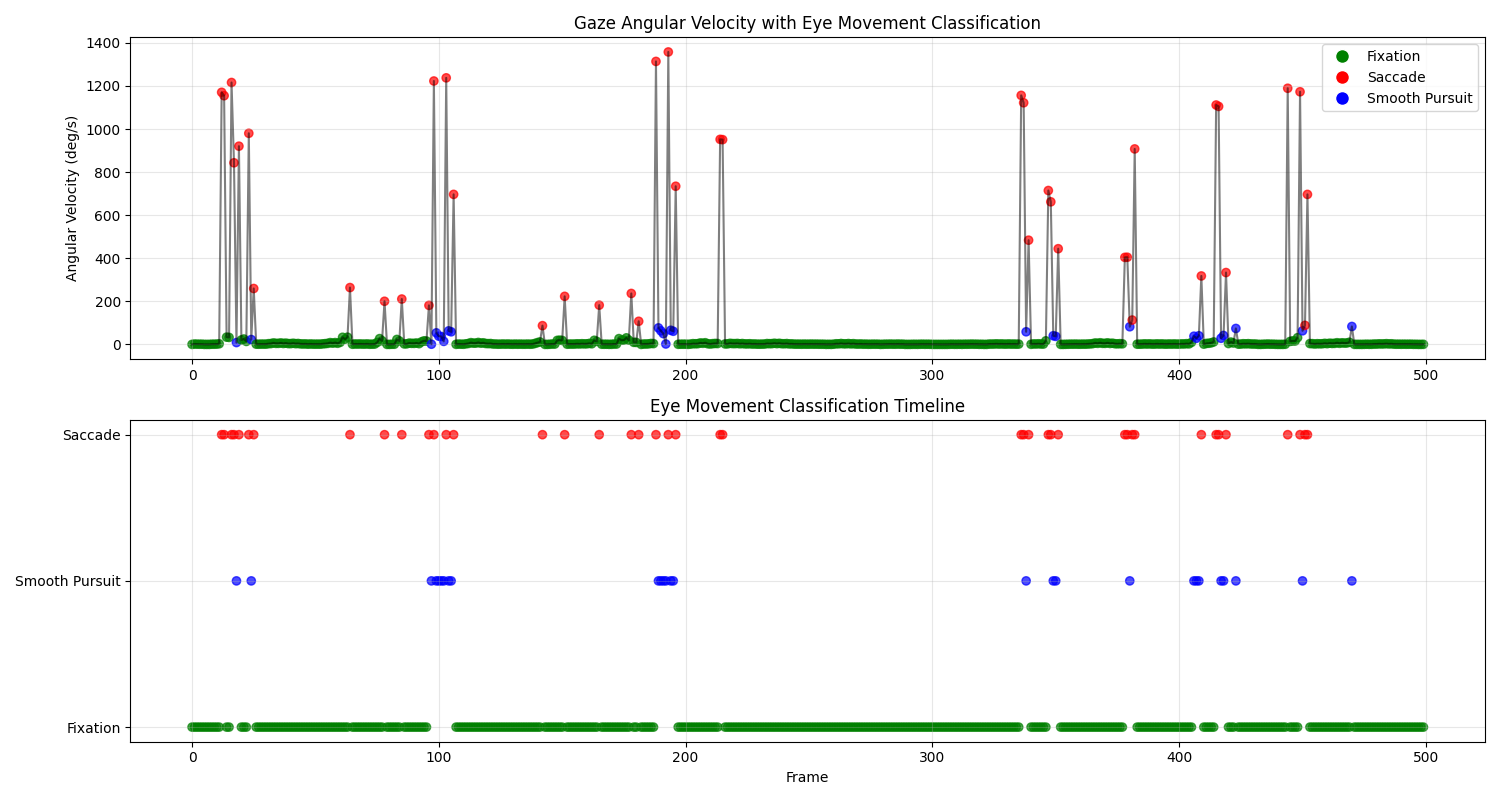 Gaze Angular Velocity with Eye Movement Classification
Angular Velocity (deg/s)
1400
1200
1000
800
600
400
200
0
Fixation
Saccade
Smooth Pursuit
0 100 200 300 400 500
Eye Movement Classification Timeline
Saccade
Smooth Pursuit
Fixation
0 100 200 300 400 500
Frame